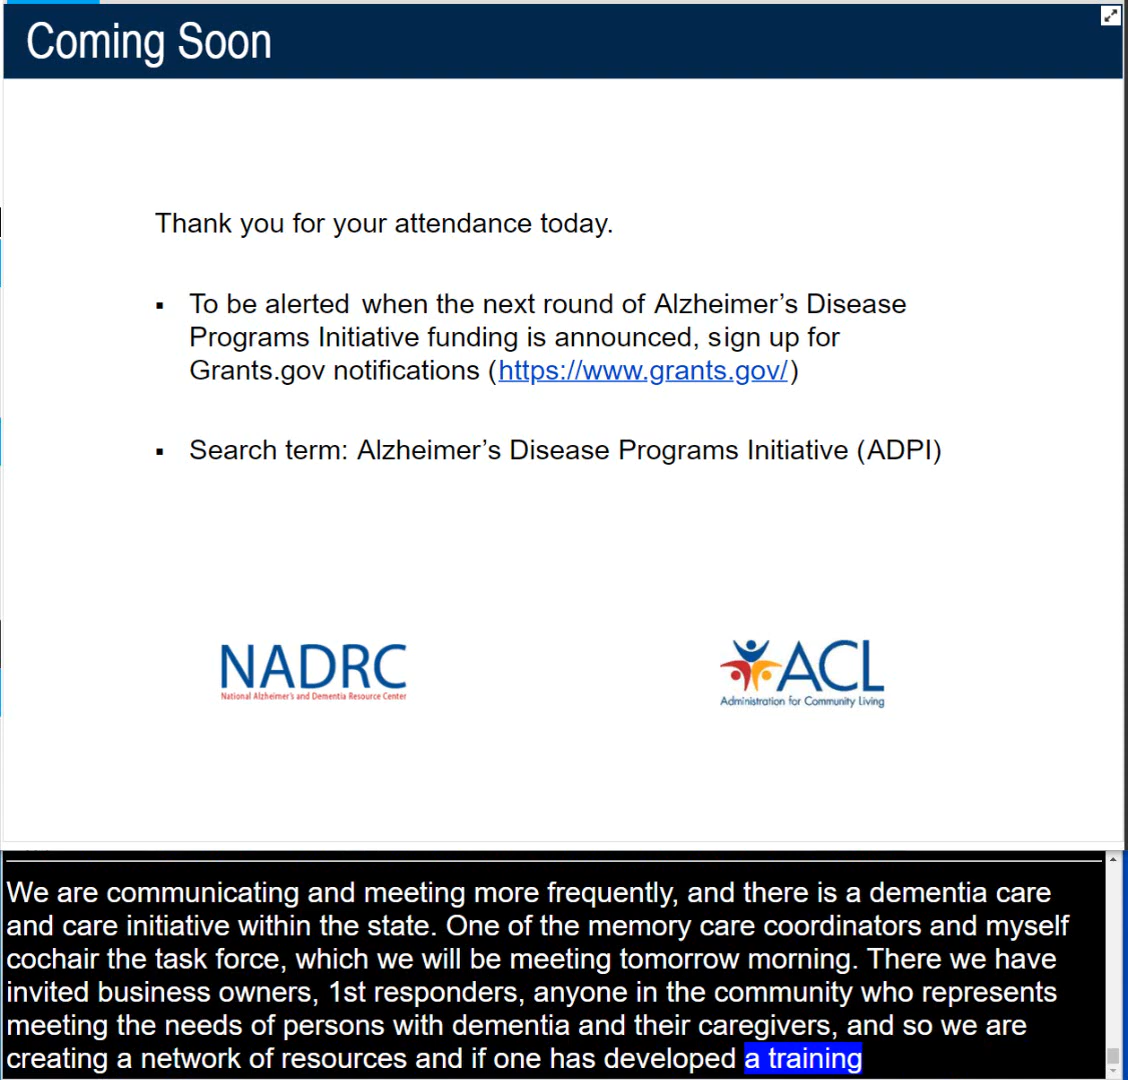 Coming Soon
Thank you for your attendance today.
▪ To be alerted when the next round of Alzheimer's Disease
Programs Initiative funding is announced, sign up for
Grants.gov notifications (https://www.grants.gov/)
▪ Search term: Alzheimer's Disease Programs Initiative (ADPI)
NADRC
National Alzheimer's and Dementia Resource Center
ACL
Administration for Community Living
We are communicating and meeting more frequently, and there is a dementia care
and care initiative within the state. One of the memory care coordinators and myself
cochair the task force, which we will be meeting tomorrow morning. There we have
invited business owners, 1st responders, anyone in the community who represents
meeting the needs of persons with dementia and their caregivers, and so we are
creating a network of resources and if one has developed a training